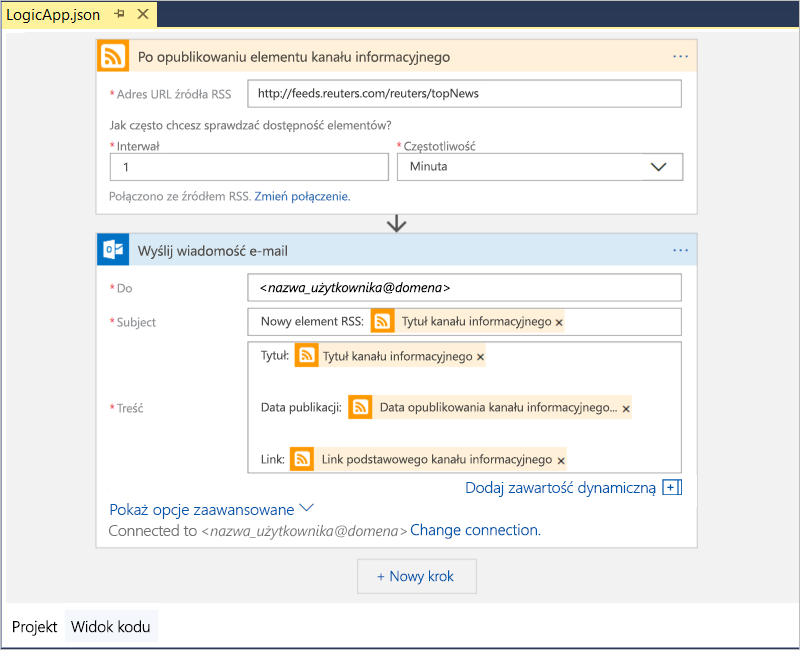 LogicApp.json
Po opublikowaniu elementu kanału informacyjnego
* Adres URL źródła RSS http://feeds.reuters.com/reuters/topNews
Jak często chcesz sprawdzać dostępność elementów?
* Interwał * Częstotliwość
1 Minuta
Połączono ze źródłem RSS. Zmień połączenie.
Wyślij wiadomość e-mail
* Do <nazwa_użytkownika@domena>
* Subject Nowy element RSS: Tytuł kanału informacyjnego ×
Tytuł: Tytuł kanału informacyjnego ×
* Treść Data publikacji: Data opublikowania kanału informacyjnego... ×
Link: Link podstawowego kanału informacyjnego ×
Dodaj zawartość dynamiczną
Pokaż opcje zaawansowane
Connected to <nazwa_użytkownika@domena> Change connection.
+ Nowy krok
Projekt Widok kodu